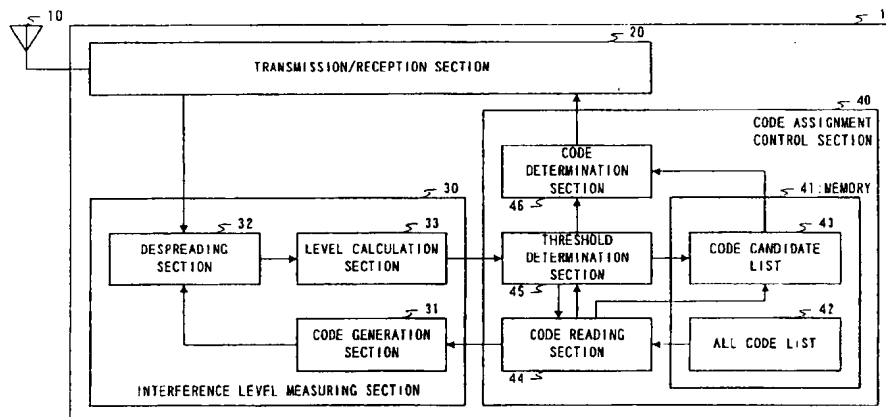 10
1
20
TRANSMISSION/RECEPTION SECTION
40
CODE ASSIGNMENT
CONTROL SECTION
CODE
DETERMINATION
SECTION
46
30
41:MEMORY
32
DESPREADING
SECTION
33
LEVEL CALCULATION
SECTION
THRESHOLD
DETERMINATION
SECTION
45
43
CODE CANDIDATE
LIST
31
CODE GENERATION
SECTION
CODE READING
SECTION
44
42
ALL CODE LIST
INTERFERENCE LEVEL MEASURING SECTION